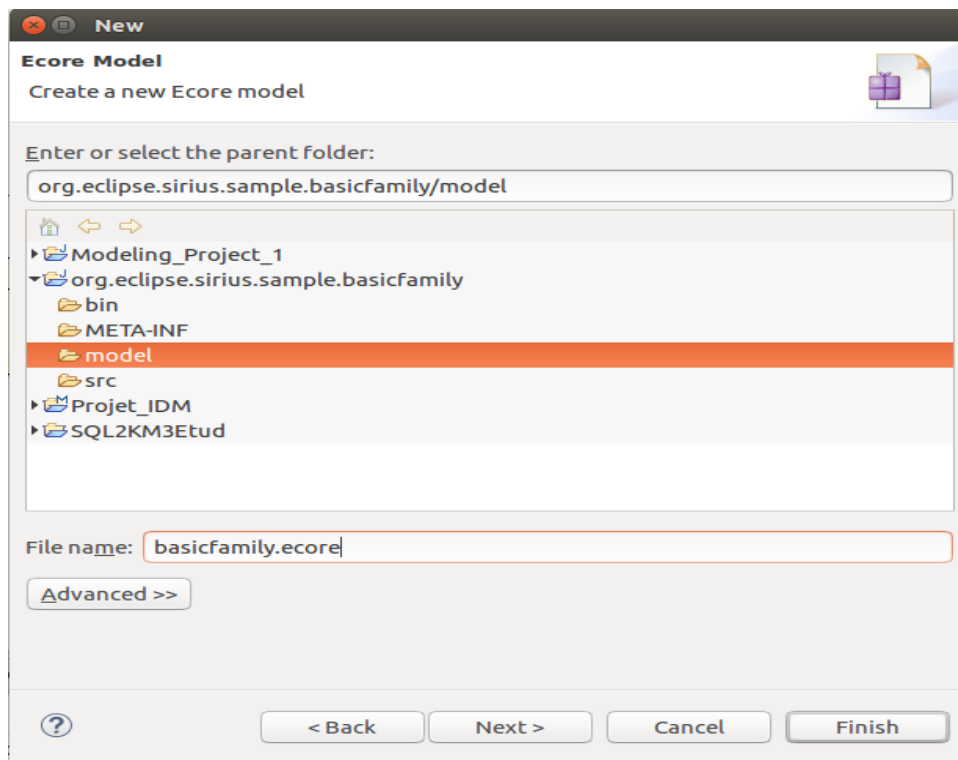 New
Ecore Model
Create a new Ecore model
Enter or select the parent folder:
org.eclipse.sirius.sample.basicfamily/model
Modeling_Project_1
org.eclipse.sirius.sample.basicfamily
bin
META-INF
model
src
Projet_IDM
SQL2KM3Etud
File name: basicfamily.ecore
Advanced >>
? < Back Next > Cancel Finish